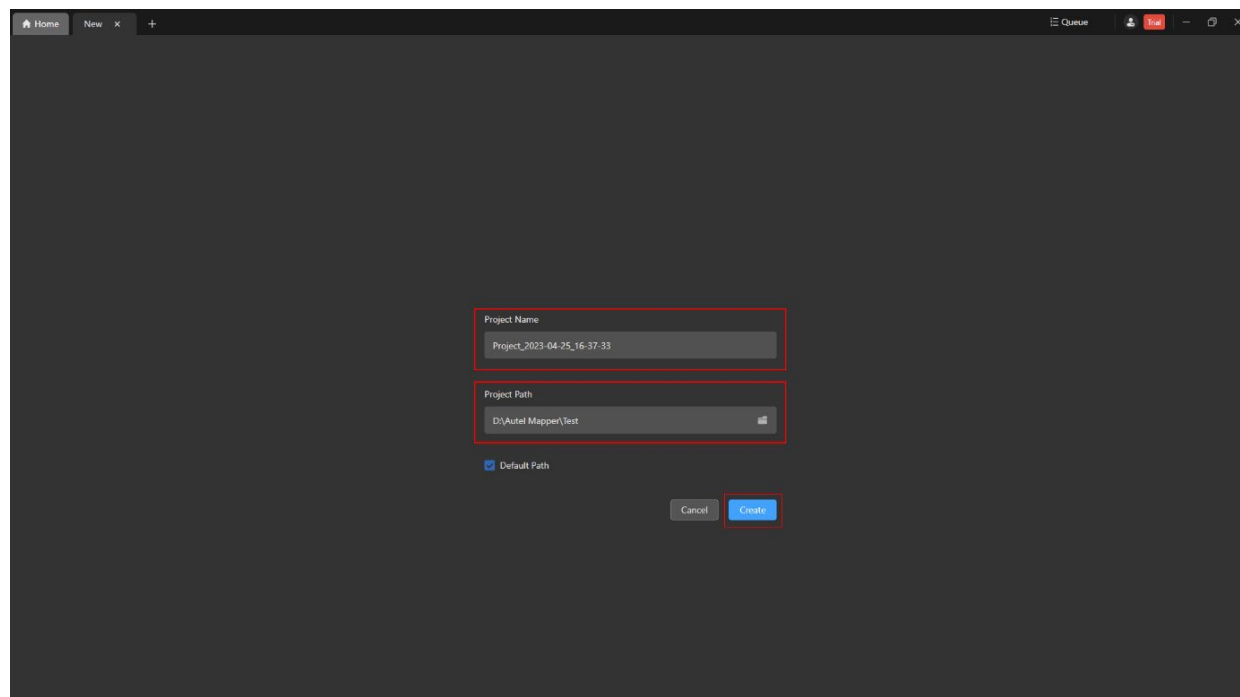 Home New × +
Queue Trial
Project Name
Project_2023-04-25_16-37-33
Project Path
D:\Autel Mapper\Test
Default Path
Cancel Create